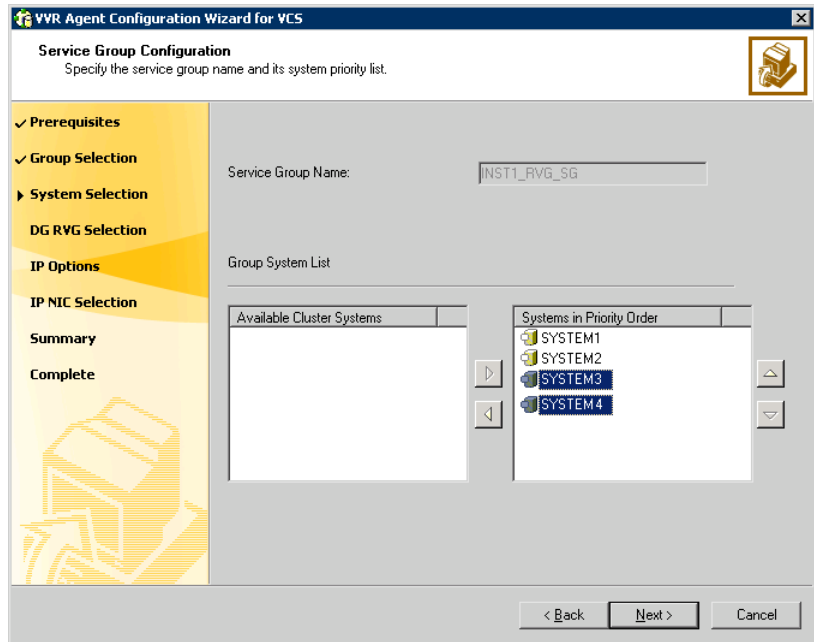 VVR Agent Configuration Wizard for VCS
Service Group Configuration
Specify the service group name and its system priority list.
Prerequisites
Group Selection
System Selection
DG RVG Selection
IP Options
IP NIC Selection
Summary
Complete
Service Group Name: INST1_RVG_SG
Group System List
Available Cluster Systems
Systems in Priority Order
SYSTEM1
SYSTEM2
SYSTEM3
SYSTEM4
< Back Next > Cancel